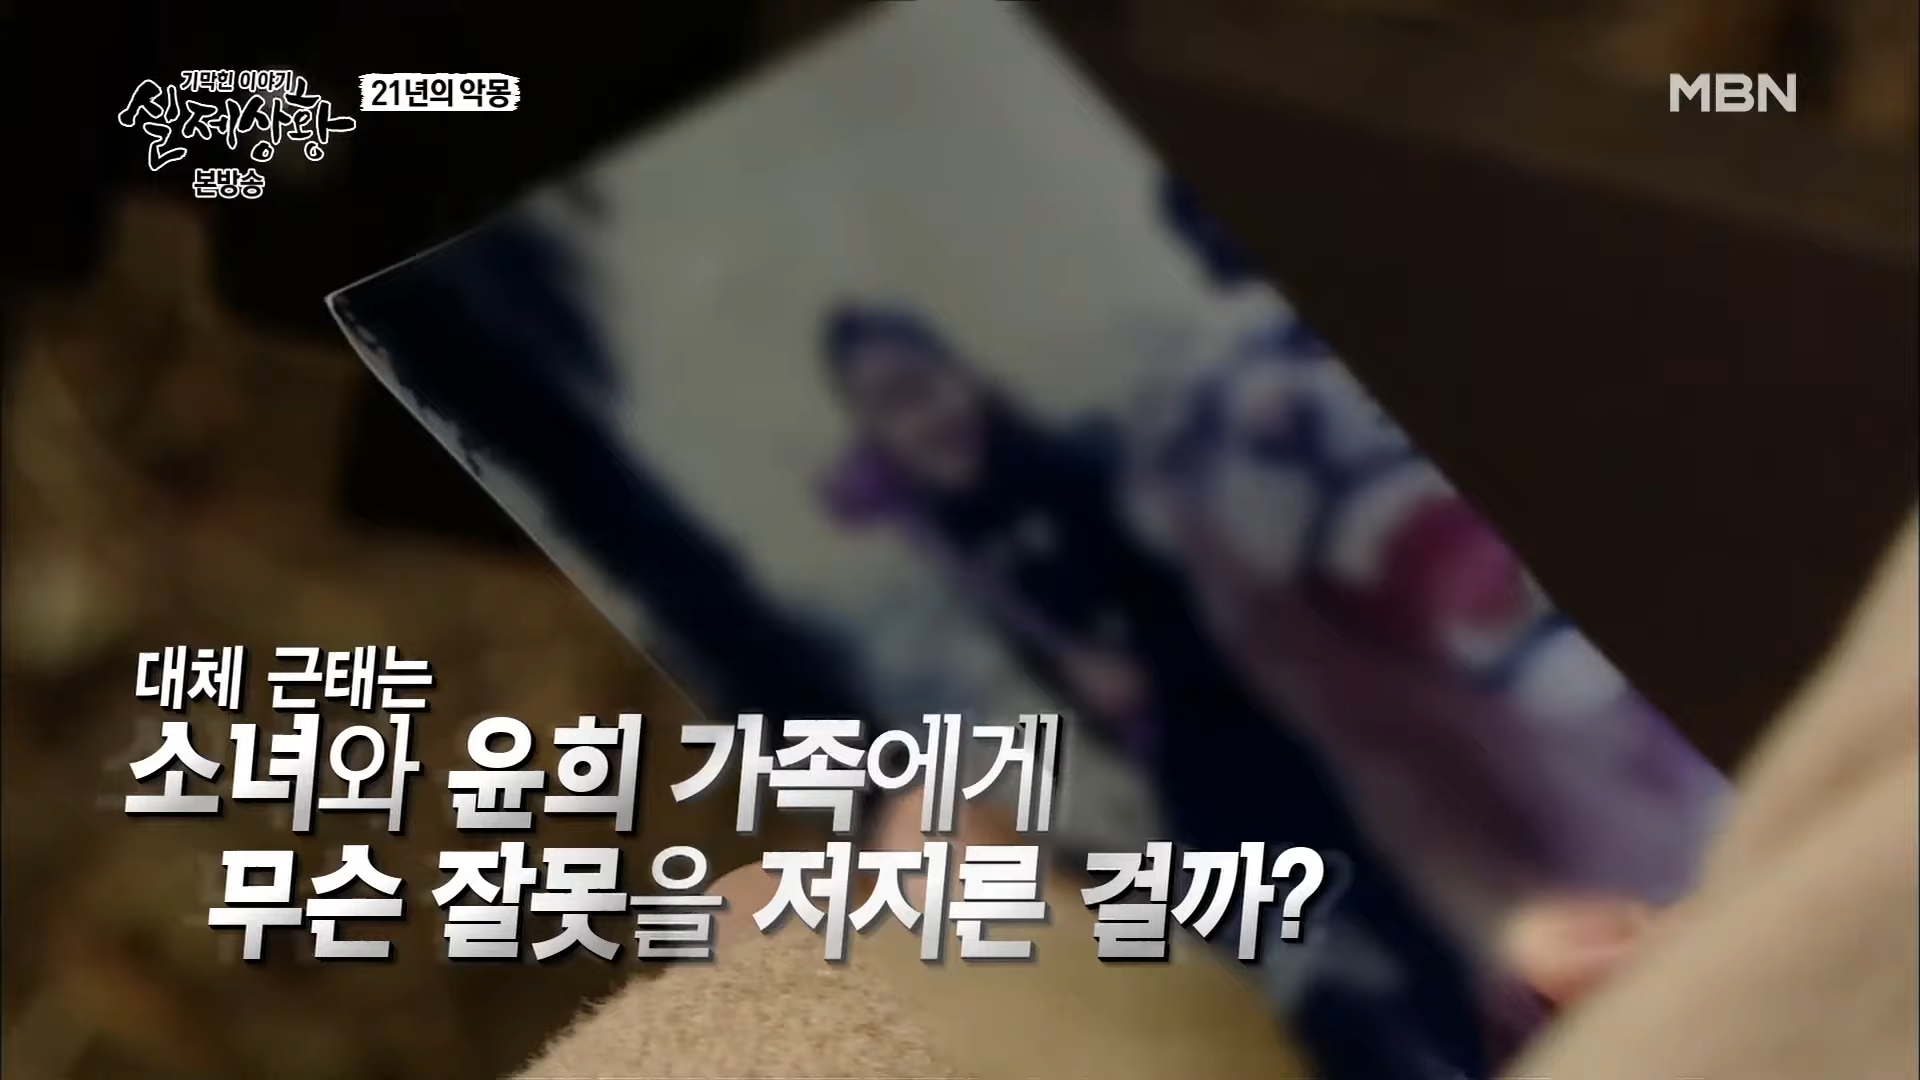 기막힌 이야기
실제상황
본방송
21년의 악몽
MBN
대체 근태는
소녀와 윤희 가족에게
무슨 잘못을 저지른 걸까?